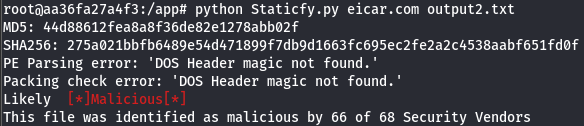 root@aa36fa27a4f3:/app# python Staticfy.py eicar.com output2.txt
MD5: 44d88612fea8a8f36de82e1278abb02f
SHA256: 275a021bbfb6489e54d471899f7db9d1663fc695ec2fe2a2c4538aabf651fd0f
PE Parsing error: 'DOS Header magic not found.'
Packing check error: 'DOS Header magic not found.'
Likely  [*]Malicious[*]
This file was identified as malicious by 66 of 68 Security Vendors